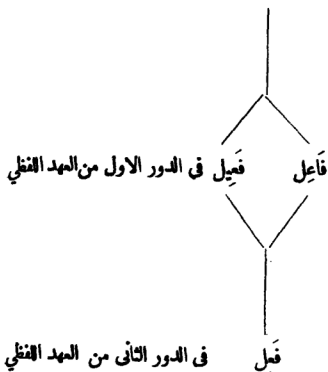 فَاعِل فَعِيل فى الدور الاول من العهد اللفظي
فَعِل فى الدور الثانى من العهد اللفظي